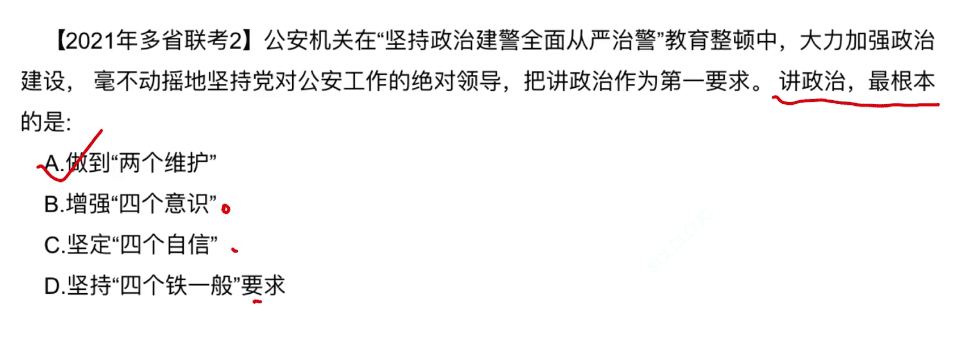 【2021年多省联考2】公安机关在“坚持政治建警全面从严治警”教育整顿中，大力加强政治
建设， 毫不动摇地坚持党对公安工作的绝对领导，把讲政治作为第一要求。 讲政治，最根本
的是:
A.做到“两个维护”
B.增强“四个意识”
C.坚定“四个自信”
D.坚持“四个铁一般”要求